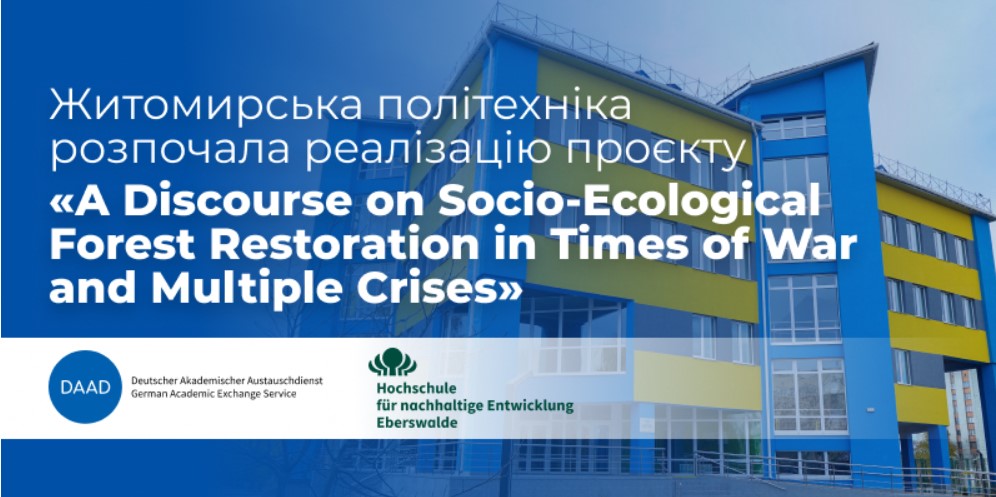 Житомирська політехніка
розпочала реалізацію проєкту
«A Discourse on Socio-Ecological
Forest Restoration in Times of War
and Multiple Crises»
DAAD
Deutscher Akademischer Austauschdienst
German Academic Exchange Service
Hochschule
für nachhaltige Entwicklung
Eberswalde